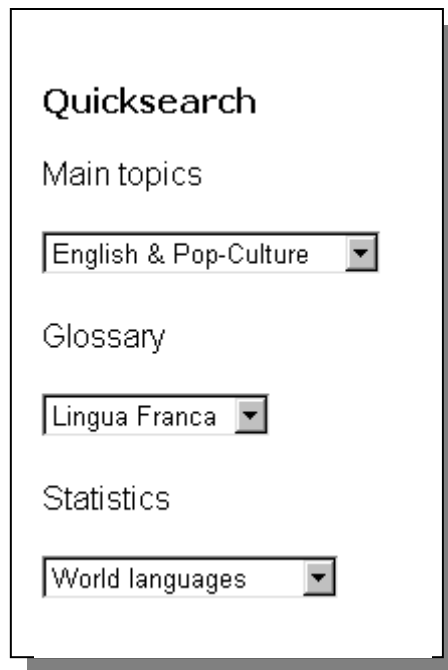 Quicksearch
Main topics
English & Pop-Culture
Glossary
Lingua Franca
Statistics
World languages